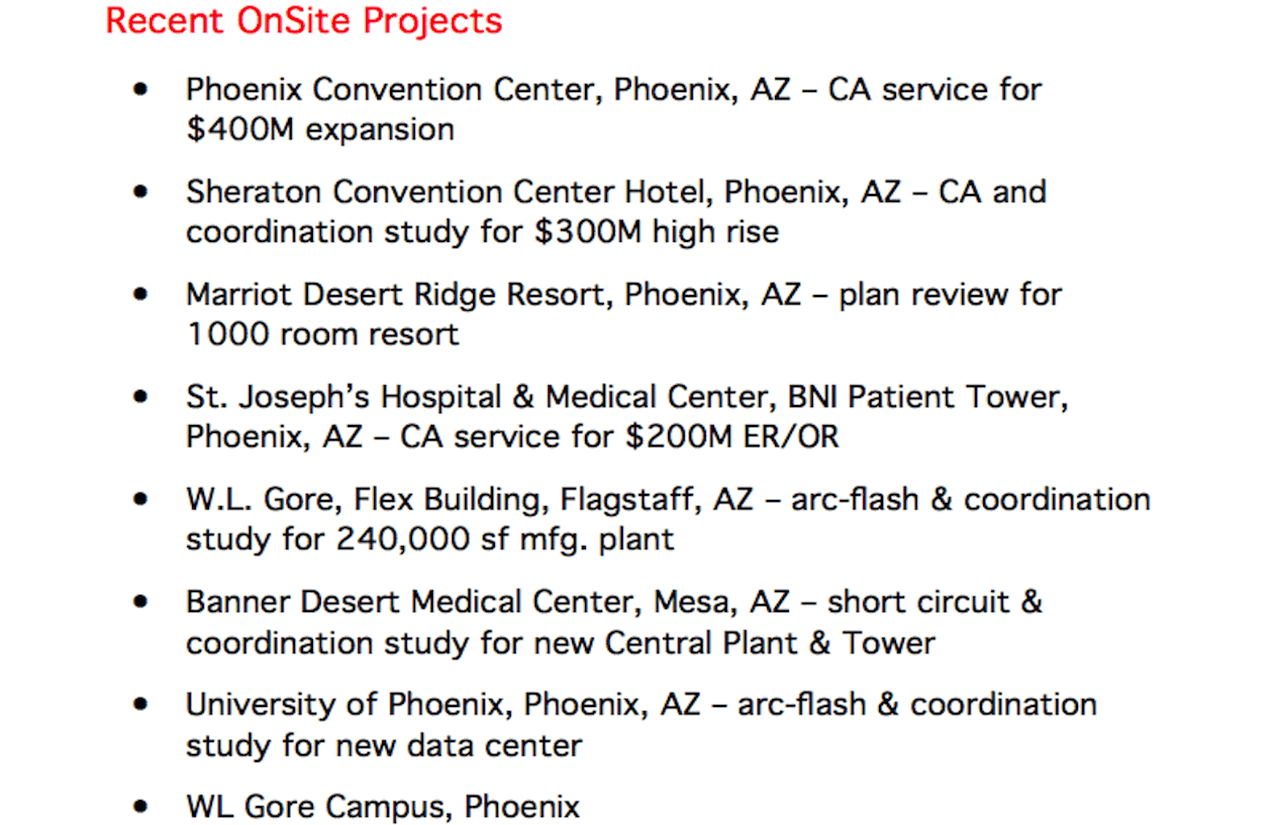 Recent OnSite Projects
• Phoenix Convention Center, Phoenix, AZ – CA service for
$400M expansion
• Sheraton Convention Center Hotel, Phoenix, AZ – CA and
coordination study for $300M high rise
• Marriot Desert Ridge Resort, Phoenix, AZ – plan review for
1000 room resort
• St. Joseph’s Hospital & Medical Center, BNI Patient Tower,
Phoenix, AZ – CA service for $200M ER/OR
• W.L. Gore, Flex Building, Flagstaff, AZ – arc-flash & coordination
study for 240,000 sf mfg. plant
• Banner Desert Medical Center, Mesa, AZ – short circuit &
coordination study for new Central Plant & Tower
• University of Phoenix, Phoenix, AZ – arc-flash & coordination
study for new data center
• WL Gore Campus, Phoenix